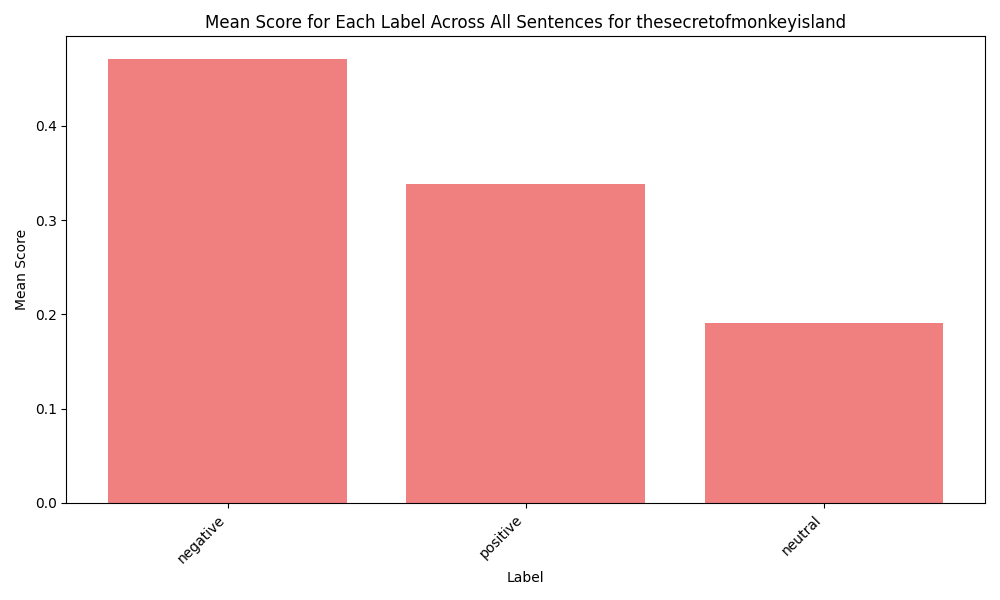 Mean Score for Each Label Across All Sentences for thesecretofmonkeyisland
Mean Score
0.4
0.3
0.2
0.1
0.0
negative
positive
neutral
Label